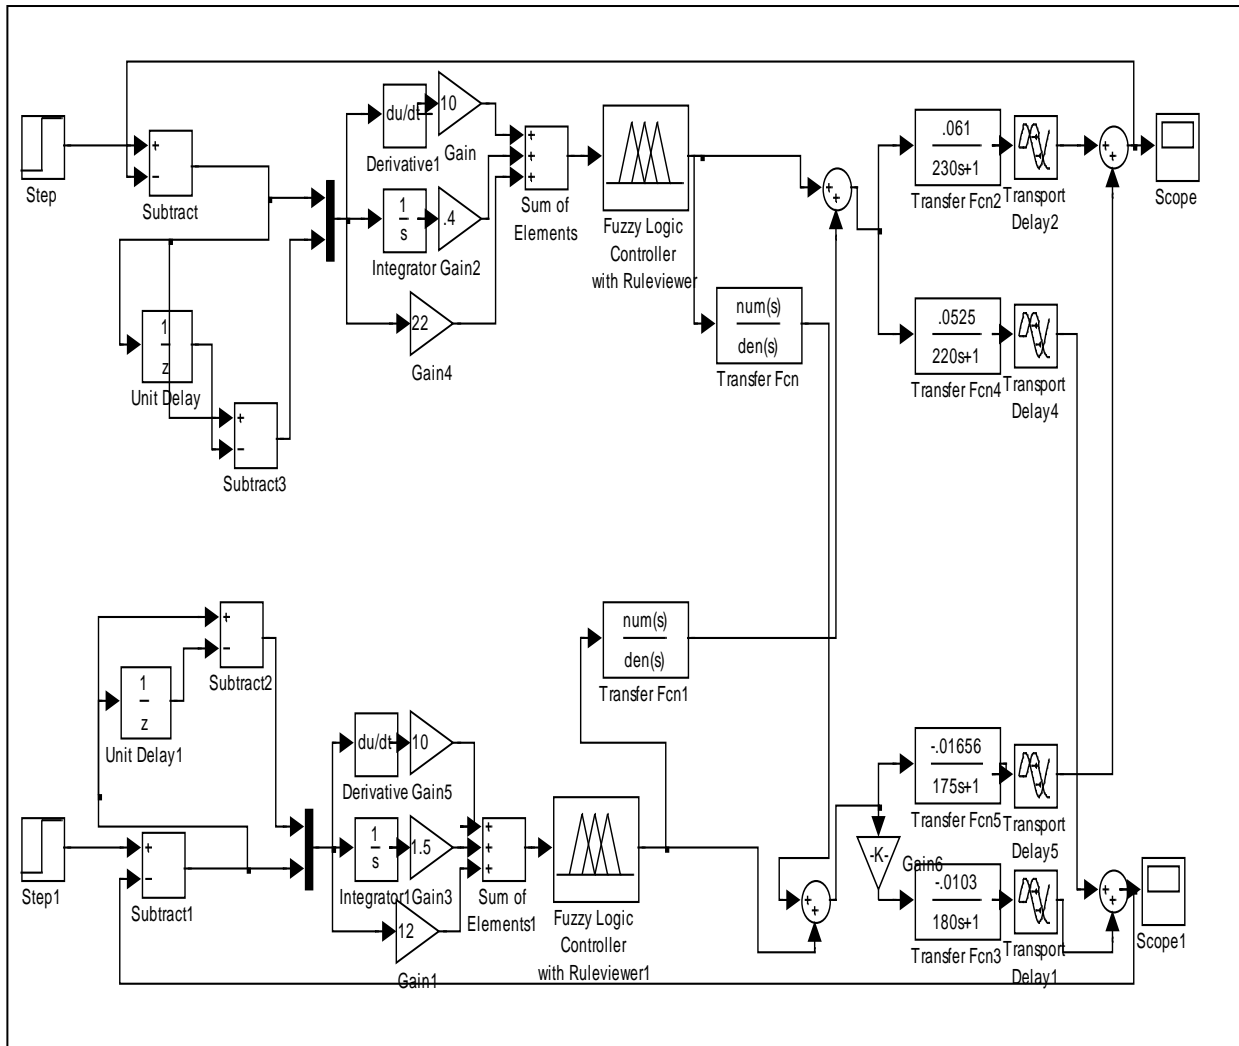 Step
+
−
Subtract
1
z
Unit Delay
+
−
Subtract3
du/dt
Derivative1
10
Gain
1
s
Integrator
.4
Gain2
22
Gain4
+
+
+
Sum of
Elements
Fuzzy Logic
Controller
with Ruleviewer
num(s)
den(s)
Transfer Fcn
+
+
.061
230s+1
Transfer Fcn2
Transport
Delay2
+
+
Scope
.0525
220s+1
Transfer Fcn4
Transport
Delay4
+
−
Subtract2
1
z
Unit Delay1
Step1
+
−
Subtract1
du/dt
Derivative
10
Gain5
1
s
Integrator1
1.5
Gain3
12
Gain1
+
+
+
Sum of
Elements1
Fuzzy Logic
Controller
with Ruleviewer1
num(s)
den(s)
Transfer Fcn1
+
+
-.01656
175s+1
Transfer Fcn5
Transport
Delay5
-K-
Gain6
-.0103
180s+1
Transfer Fcn3
Transport
Delay1
+
+
Scope1